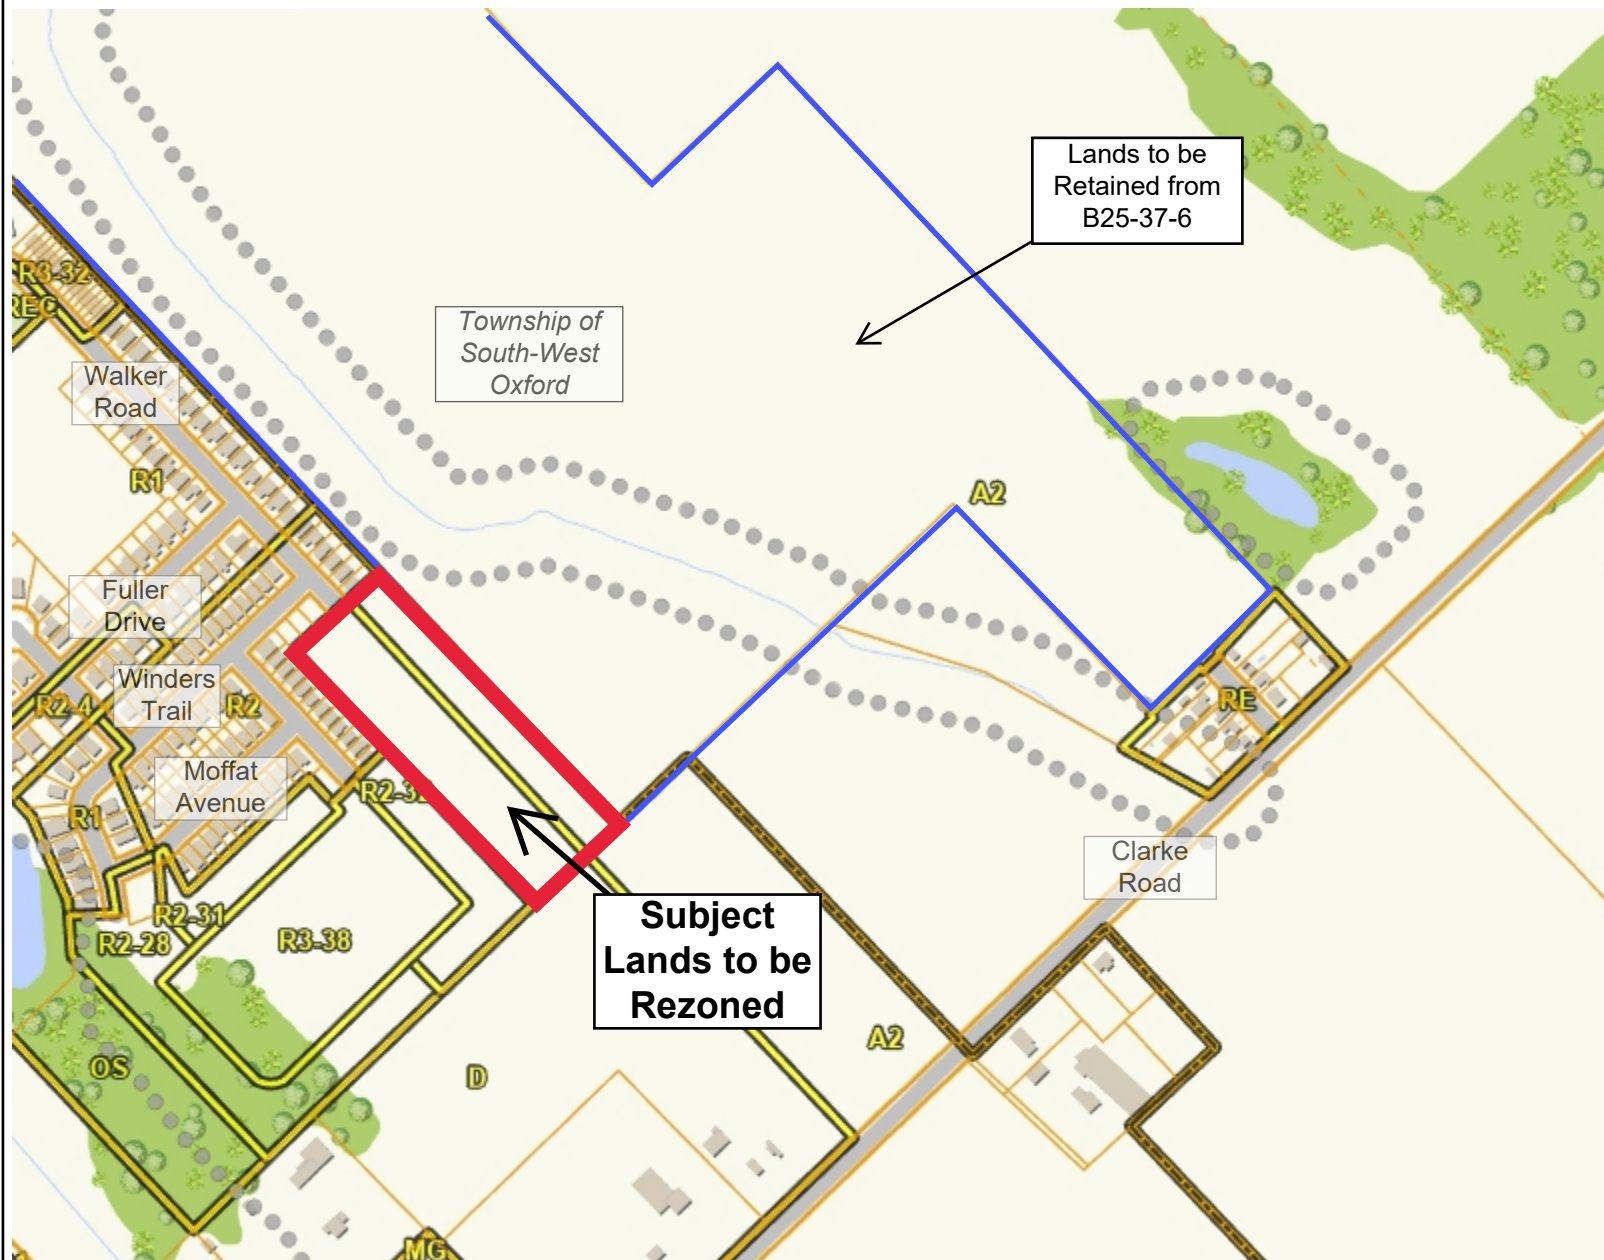 Lands to be
Retained from
B25-37-6
Township of
South-West
Oxford
R3-32
REC
Walker
Road
R1
A2
Fuller
Drive
Winders
Trail
R2-4
R2
RE
Moffat
Avenue
R2-32
R1
Clarke
Road
Subject
Lands to be
Rezoned
R2-31
R2-28
R3-38
A2
OS
D
MG